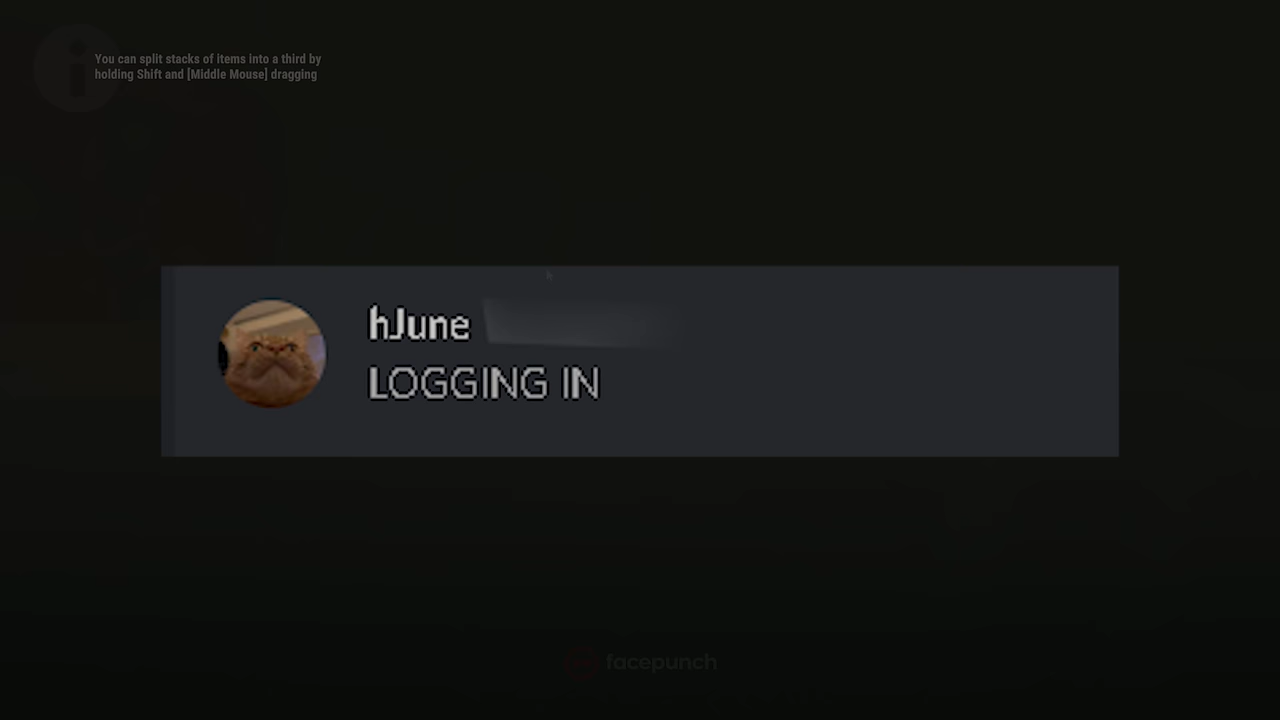 You can split stacks of items into a third by
holding Shift and [Middle Mouse] dragging
hJune
LOGGING IN
facepunch